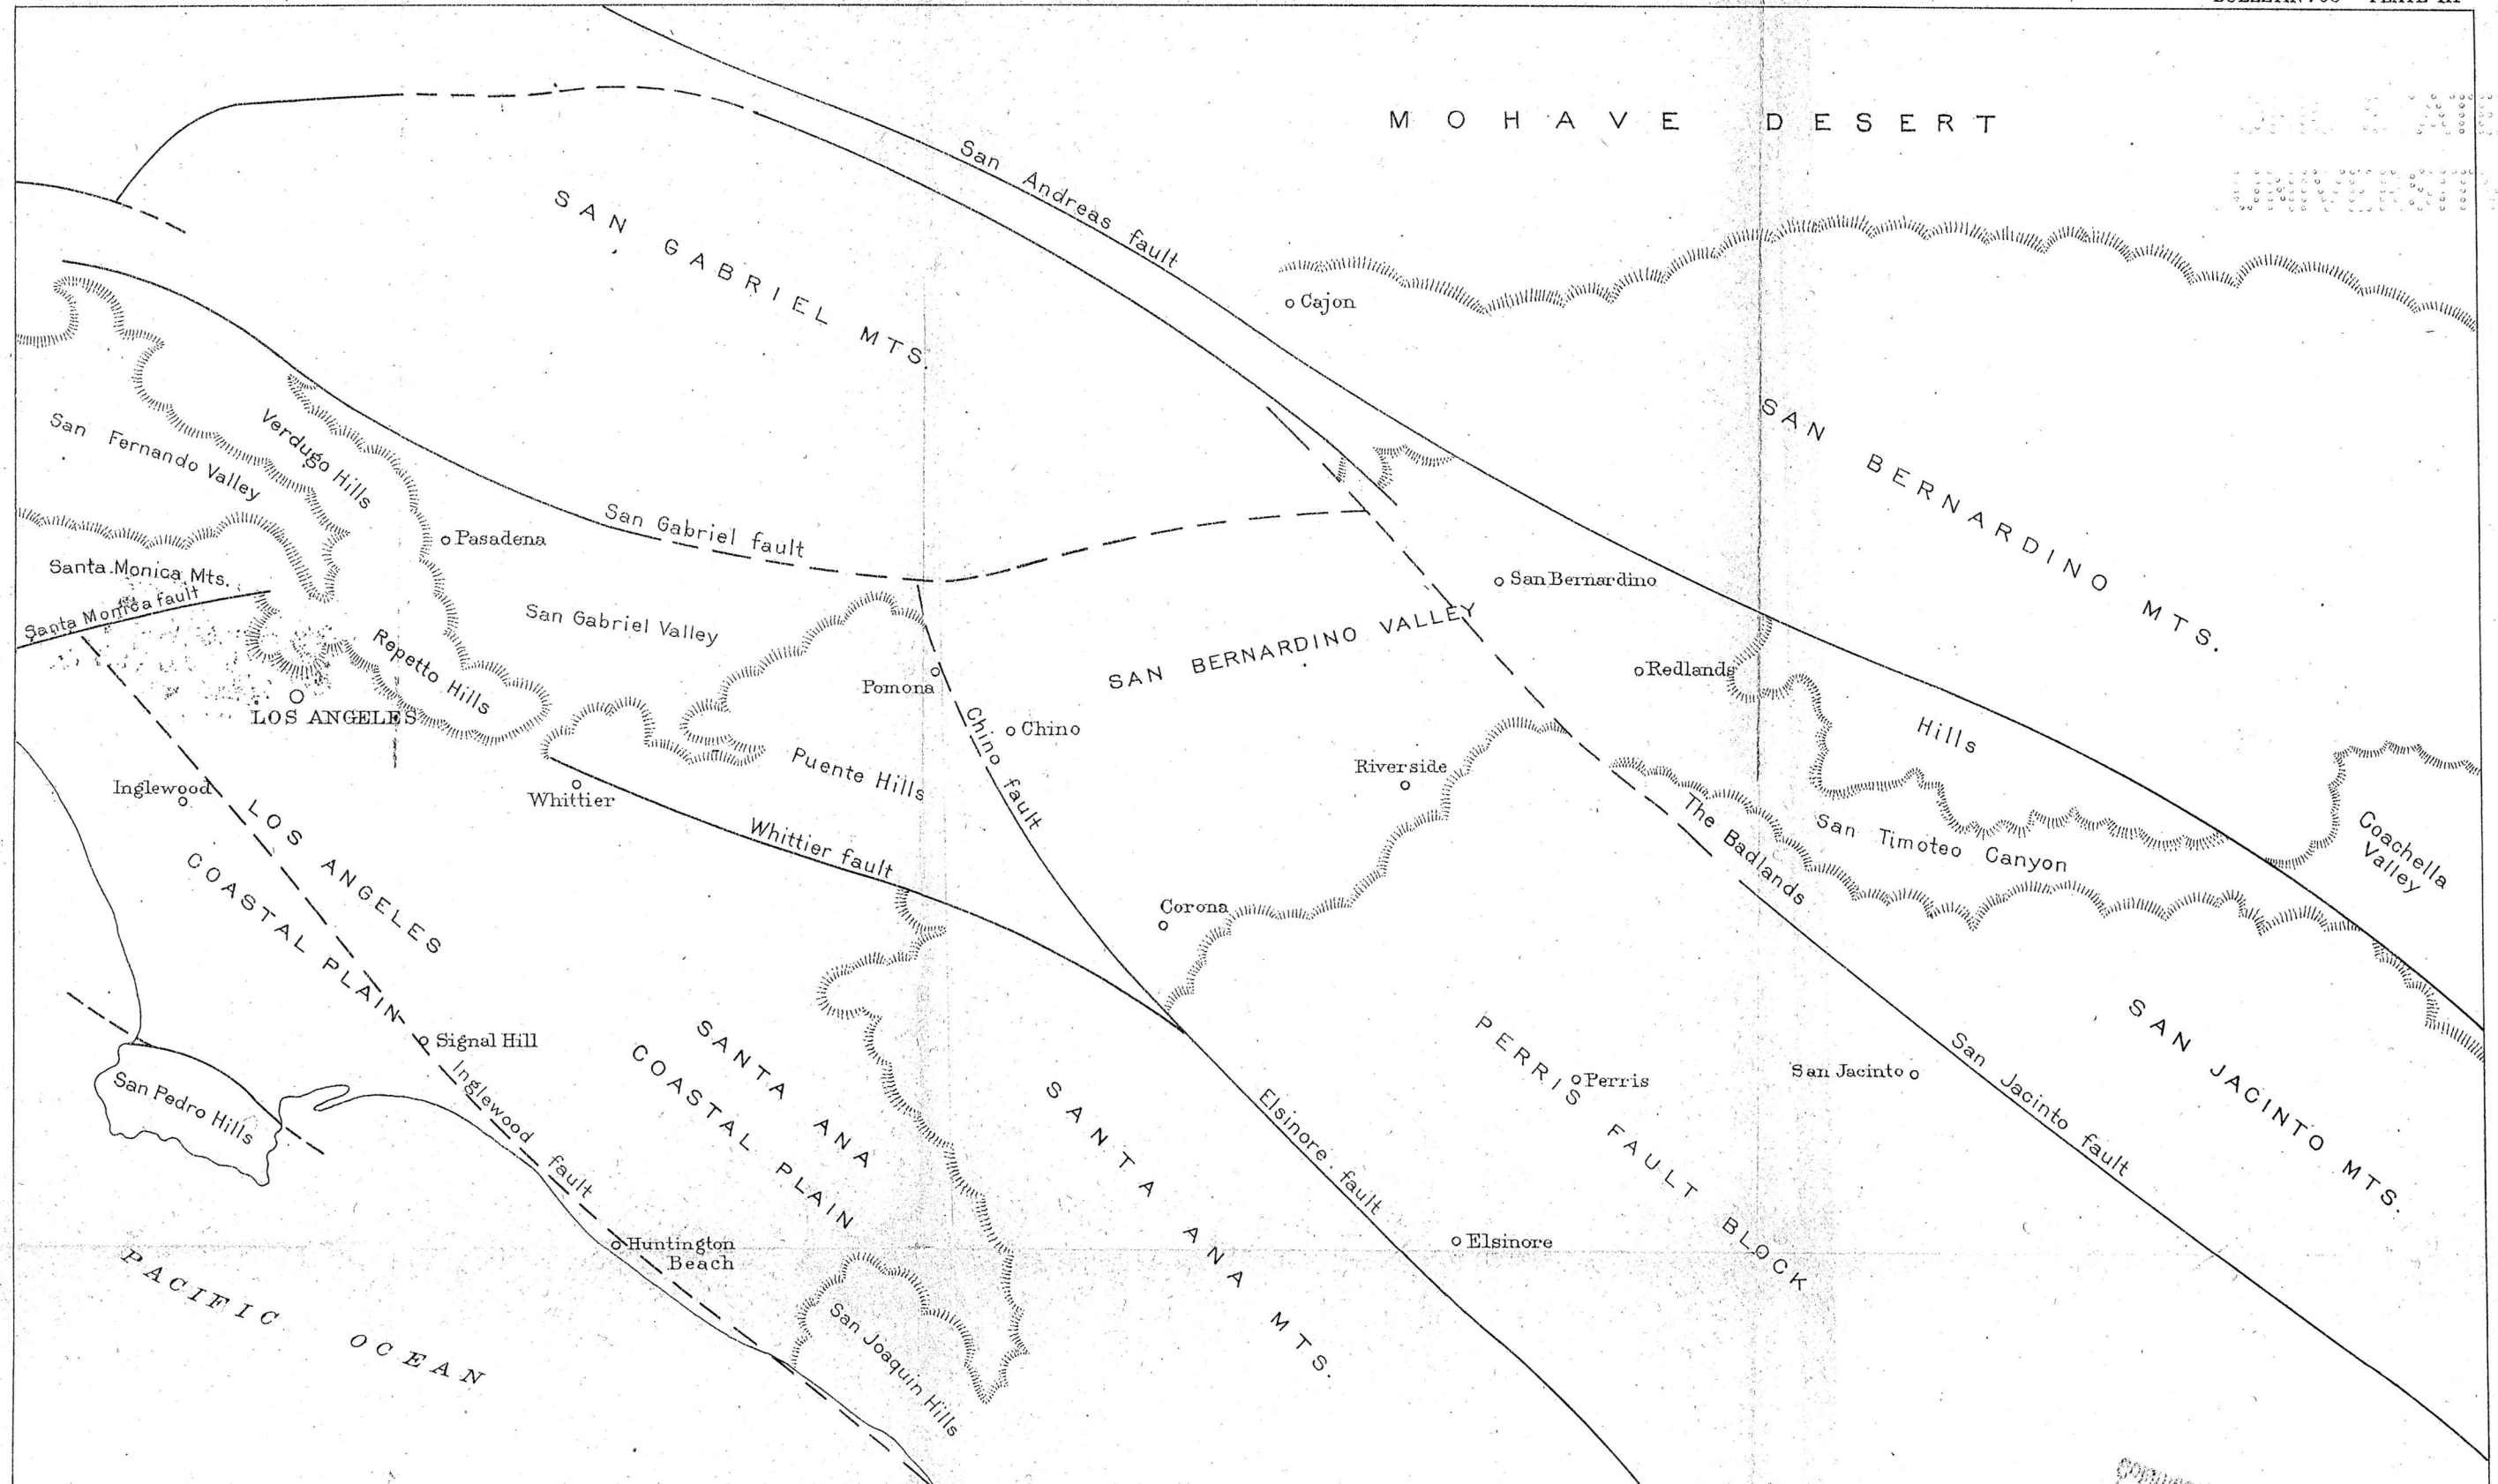 MOHAVE DESERT
San Andreas fault
SAN GABRIEL MTS.
Cajon
SAN BERNARDINO MTS.
Verdugo Hills
San Fernando Valley
San Gabriel fault
Pasadena
Santa Monica Mts.
Santa Monica fault
San Gabriel Valley
San Bernardino
SAN BERNARDINO VALLEY
Repetto Hills
Redlands
Pomona
LOS ANGELES
Chino
Chino fault
Hills
Puente Hills
Riverside
Inglewood
Whittier
Whittier fault
The Badlands
San Timoteo Canyon
Coachella
Valley
LOS ANGELES
COASTAL PLAIN
Corona
Signal Hill
Inglewood fault
San Pedro Hills
SANTA ANA
COASTAL PLAIN
SANTA ANA MTS.
Elsinore fault
PERRIS FAULT BLOCK
Perris
San Jacinto
San Jacinto fault
SAN JACINTO MTS.
Huntington
Beach
Elsinore
San Joaquin Hills
PACIFIC OCEAN